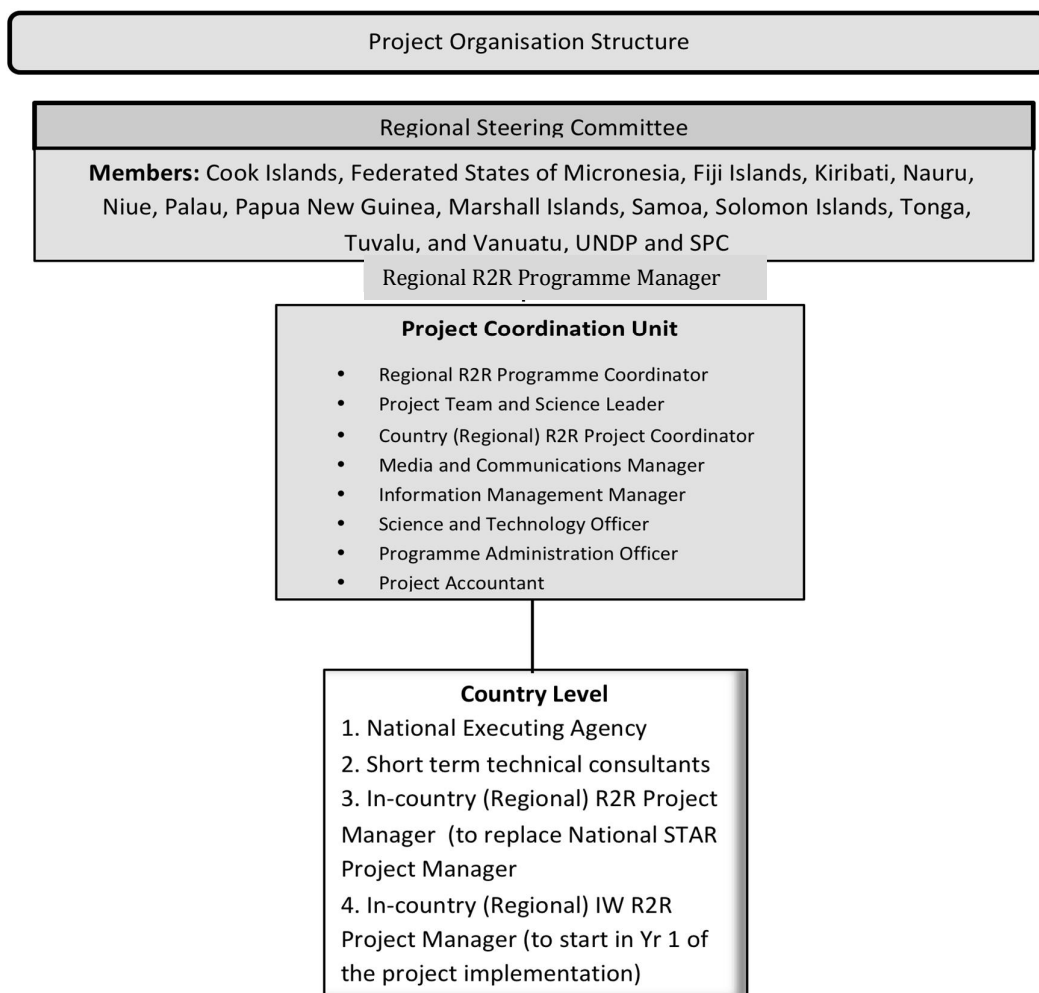 Project Organisation Structure
Regional Steering Committee
Members: Cook Islands, Federated States of Micronesia, Fiji Islands, Kiribati, Nauru,
Niue, Palau, Papua New Guinea, Marshall Islands, Samoa, Solomon Islands, Tonga,
Tuvalu, and Vanuatu, UNDP and SPC
Regional R2R Programme Manager
Project Coordination Unit
• Regional R2R Programme Coordinator
• Project Team and Science Leader
• Country (Regional) R2R Project Coordinator
• Media and Communications Manager
• Information Management Manager
• Science and Technology Officer
• Programme Administration Officer
• Project Accountant
Country Level
1. National Executing Agency
2. Short term technical consultants
3. In-country (Regional) R2R Project
Manager (to replace National STAR
Project Manager
4. In-country (Regional) IW R2R
Project Manager (to start in Yr 1 of
the project implementation)